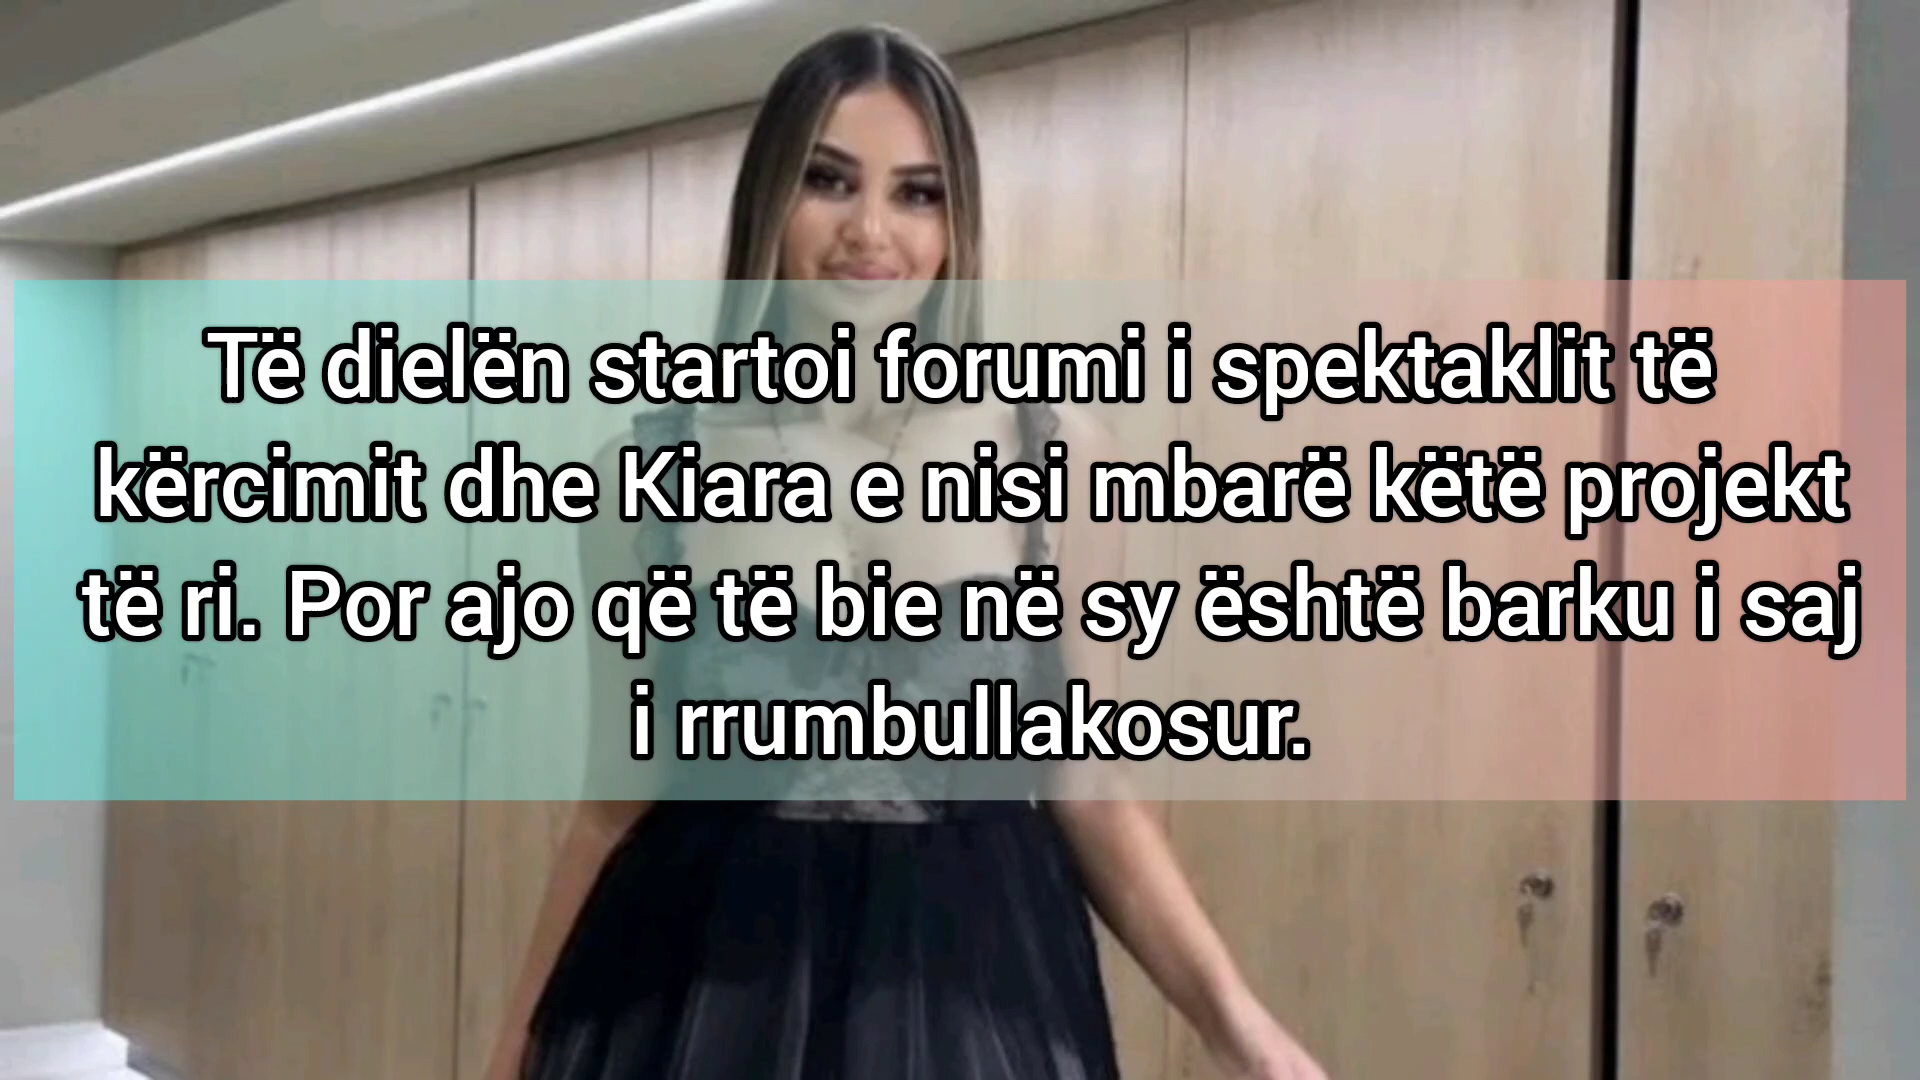 Të dielën startoi forumi i spektaklit të
kërcimit dhe Kiara e nisi mbarë këtë projekt
të ri. Por ajo që të bie në sy është barku i saj
i rrumbullakosur.